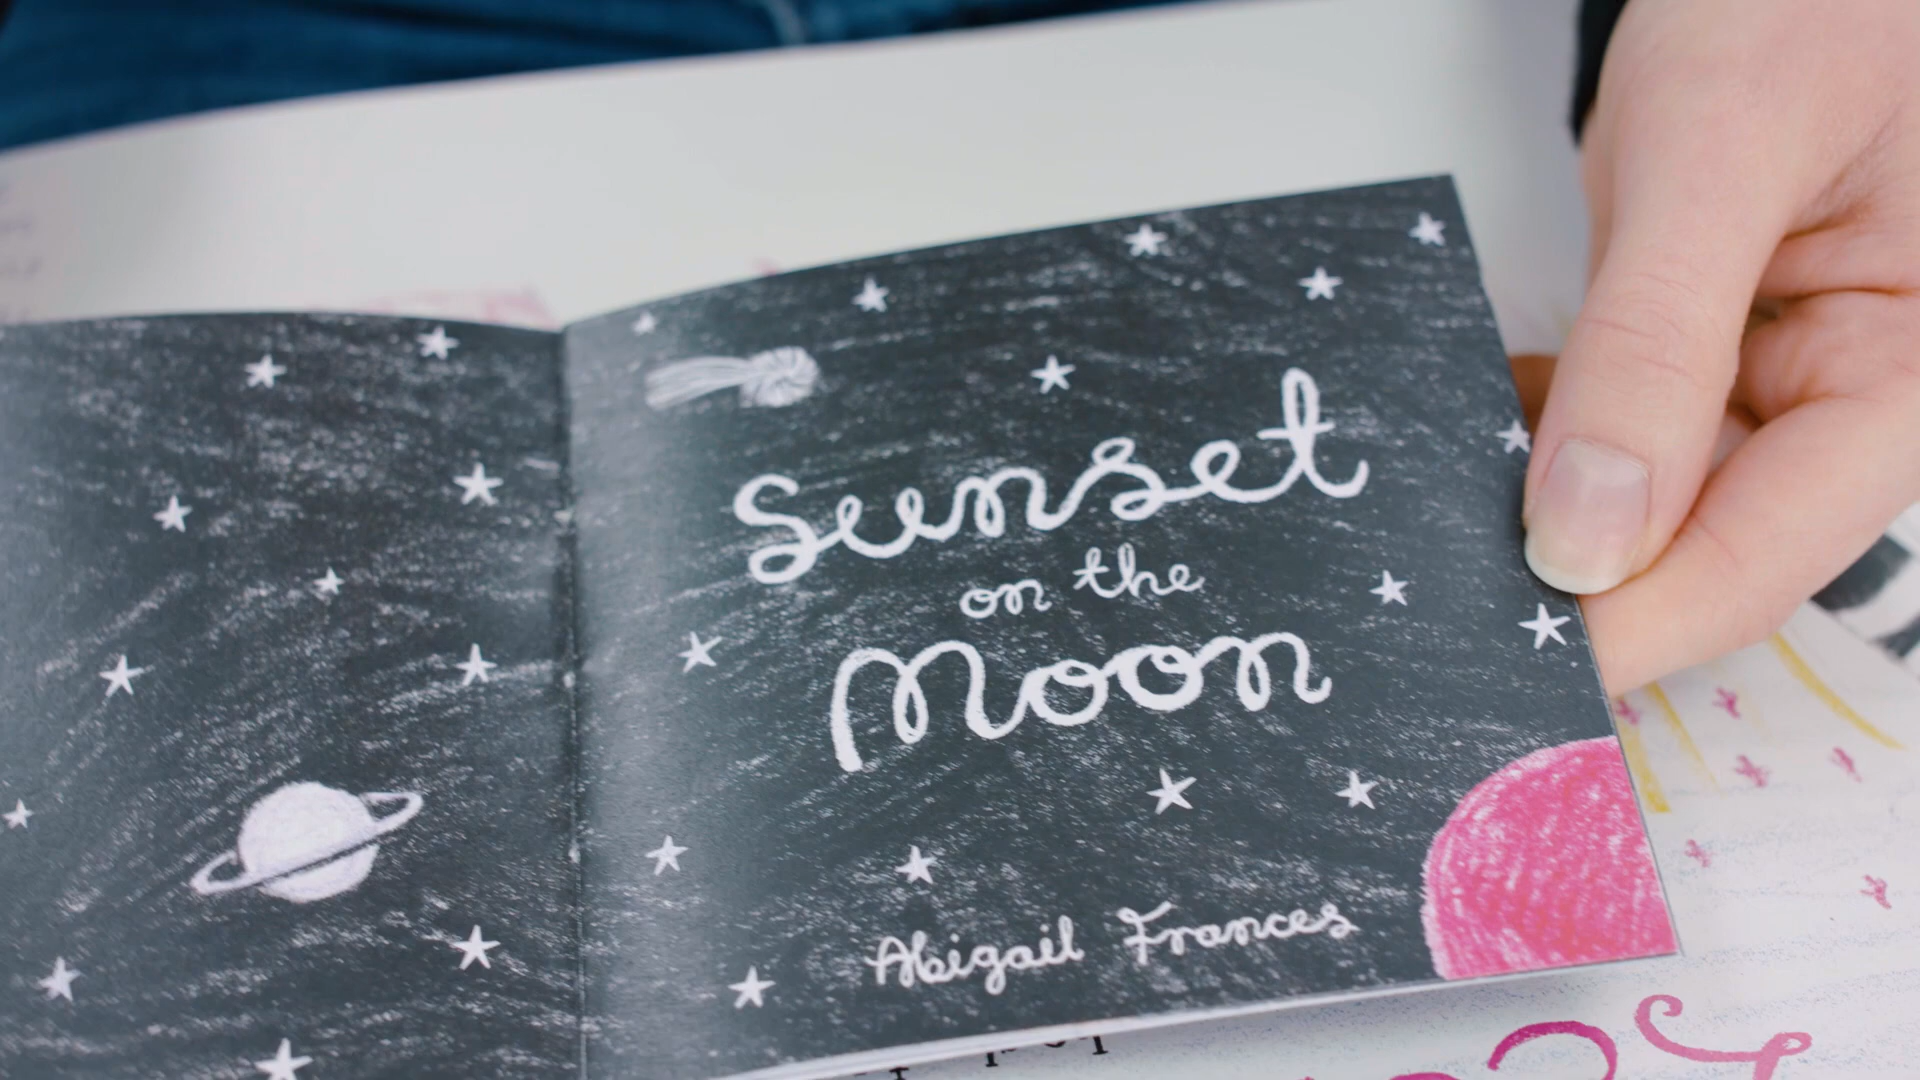 Sunset
on the
Moon
Abigail Frances